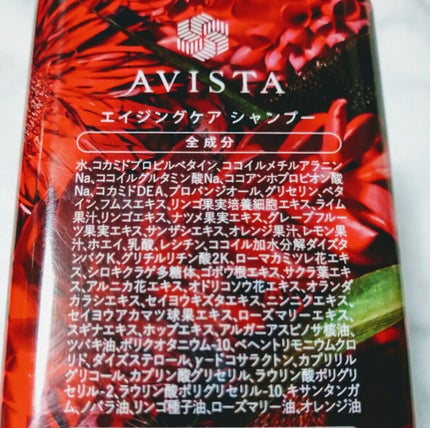 AVISTA
エイジングケア シャンプー
全成分
水、コカミドプロピルベタイン、ココイルメチルアラニン
Na、ココイルグルタミン酸Na、ココアンホプロピオン酸
Na、コカミドDEA、プロパンジオール、グリセリン、ベタ
イン、フムスエキス、リンゴ果実培養細胞エキス、ライム
果汁、リンゴエキス、ナツメ果実エキス、グレープフルー
ツ果実エキス、サンザシエキス、オレンジ果汁、レモン果
汁、ホエイ、乳酸、レシチン、ココイル加水分解ダイズタ
ンパクK、グリチルリチン酸2K、ローマカミツレ花エキ
ス、シロキクラゲ多糖体、ゴボウ根エキス、サクラ葉エキ
ス、アルニカ花エキス、オドリコソウ花エキス、オランダ
カラシエキス、セイヨウキズタエキス、ニンニクエキス、
セイヨウアカマツ球果エキス、ローズマリーエキス、
スギナエキス、ホップエキス、アルガニアスピノサ核油、
ツバキ油、ポリクオタニウム-10、ベヘントリモニウムクロ
リド、ダイズステロール、γ-ドコサラクトン、カプリリル
グリコール、カプリン酸グリセリル、ラウリン酸ポリグリ
セリル-2、ラウリン酸ポリグリセリル-10、キサンタンガ
ム、ノバラ油、リンゴ種子油、ローズマリー油、オレンジ油